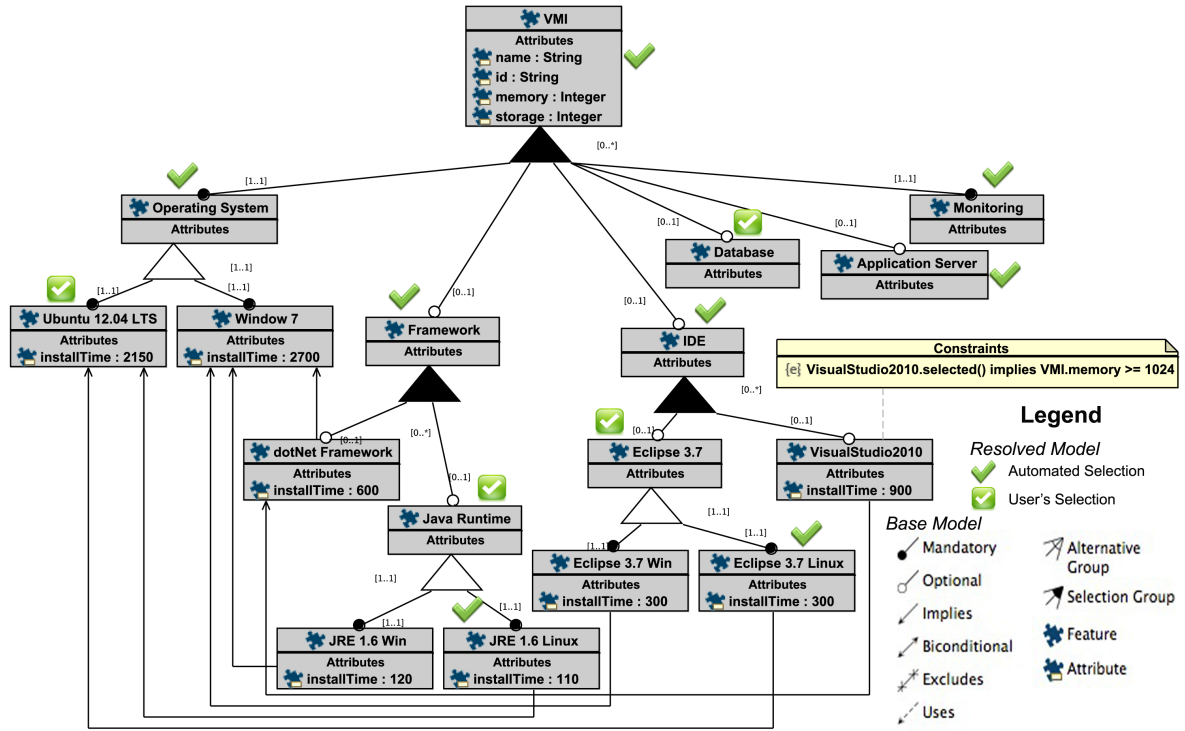 VMI
Attributes
name : String
id : String
memory : Integer
storage : Integer
[0..*]
[1..1]
[1..1]
Operating System
Attributes
Monitoring
Attributes
[0..1]
[0..1]
Database
Attributes
Application Server
Attributes
[1..1]
[1..1]
[1..1]
[0..1]
[0..1]
Ubuntu 12.04 LTS
Attributes
installTime : 2150
Window 7
Attributes
installTime : 2700
Framework
Attributes
IDE
Attributes
Constraints
{e} VisualStudio2010.selected() implies VMI.memory >= 1024
[0..*]
Legend
[0..1]
[0..*]
[0..1]
dotNet Framework
Attributes
installTime : 600
Eclipse 3.7
Attributes
VisualStudio2010
Attributes
installTime : 900
Resolved Model
Automated Selection
User's Selection
[0..1]
Java Runtime
Attributes
[1..1]
[1..1]
[1..1]
Eclipse 3.7 Win
Attributes
installTime : 300
Eclipse 3.7 Linux
Attributes
installTime : 300
[1..1]
[1..1]
[1..1]
JRE 1.6 Win
Attributes
installTime : 120
JRE 1.6 Linux
Attributes
installTime : 110
Base Model
Mandatory
Optional
Implies
Biconditional
Excludes
Uses
Alternative
Group
Selection Group
Feature
Attribute